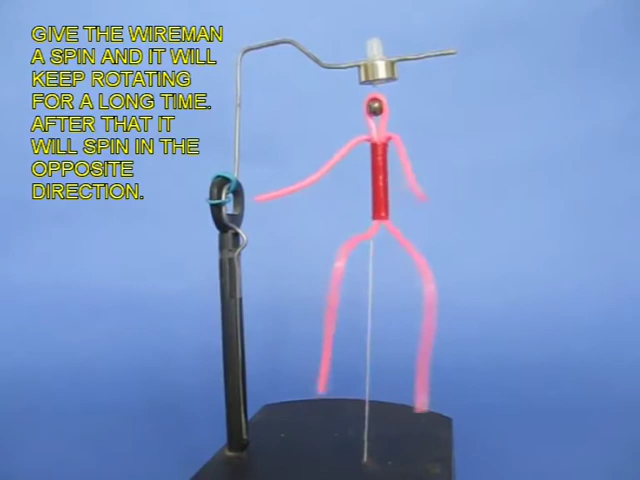 GIVE THE WIREMAN
A SPIN AND IT WILL
KEEP ROTATING
FOR A LONG TIME.
AFTER THAT IT
WILL SPIN IN THE
OPPOSITE
DIRECTION.